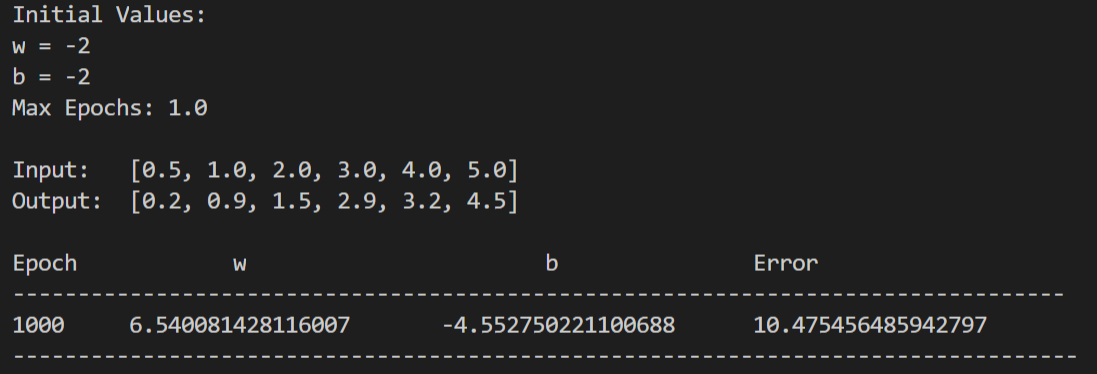 Initial Values:
w = -2
b = -2
Max Epochs: 1.0
Input: [0.5, 1.0, 2.0, 3.0, 4.0, 5.0]
Output: [0.2, 0.9, 1.5, 2.9, 3.2, 4.5]
Epoch w b Error
---------------------------------------------------------------------------------
1000 6.540081428116007 -4.552750221100688 10.475456485942797
----------------------------------------------------------------------------------